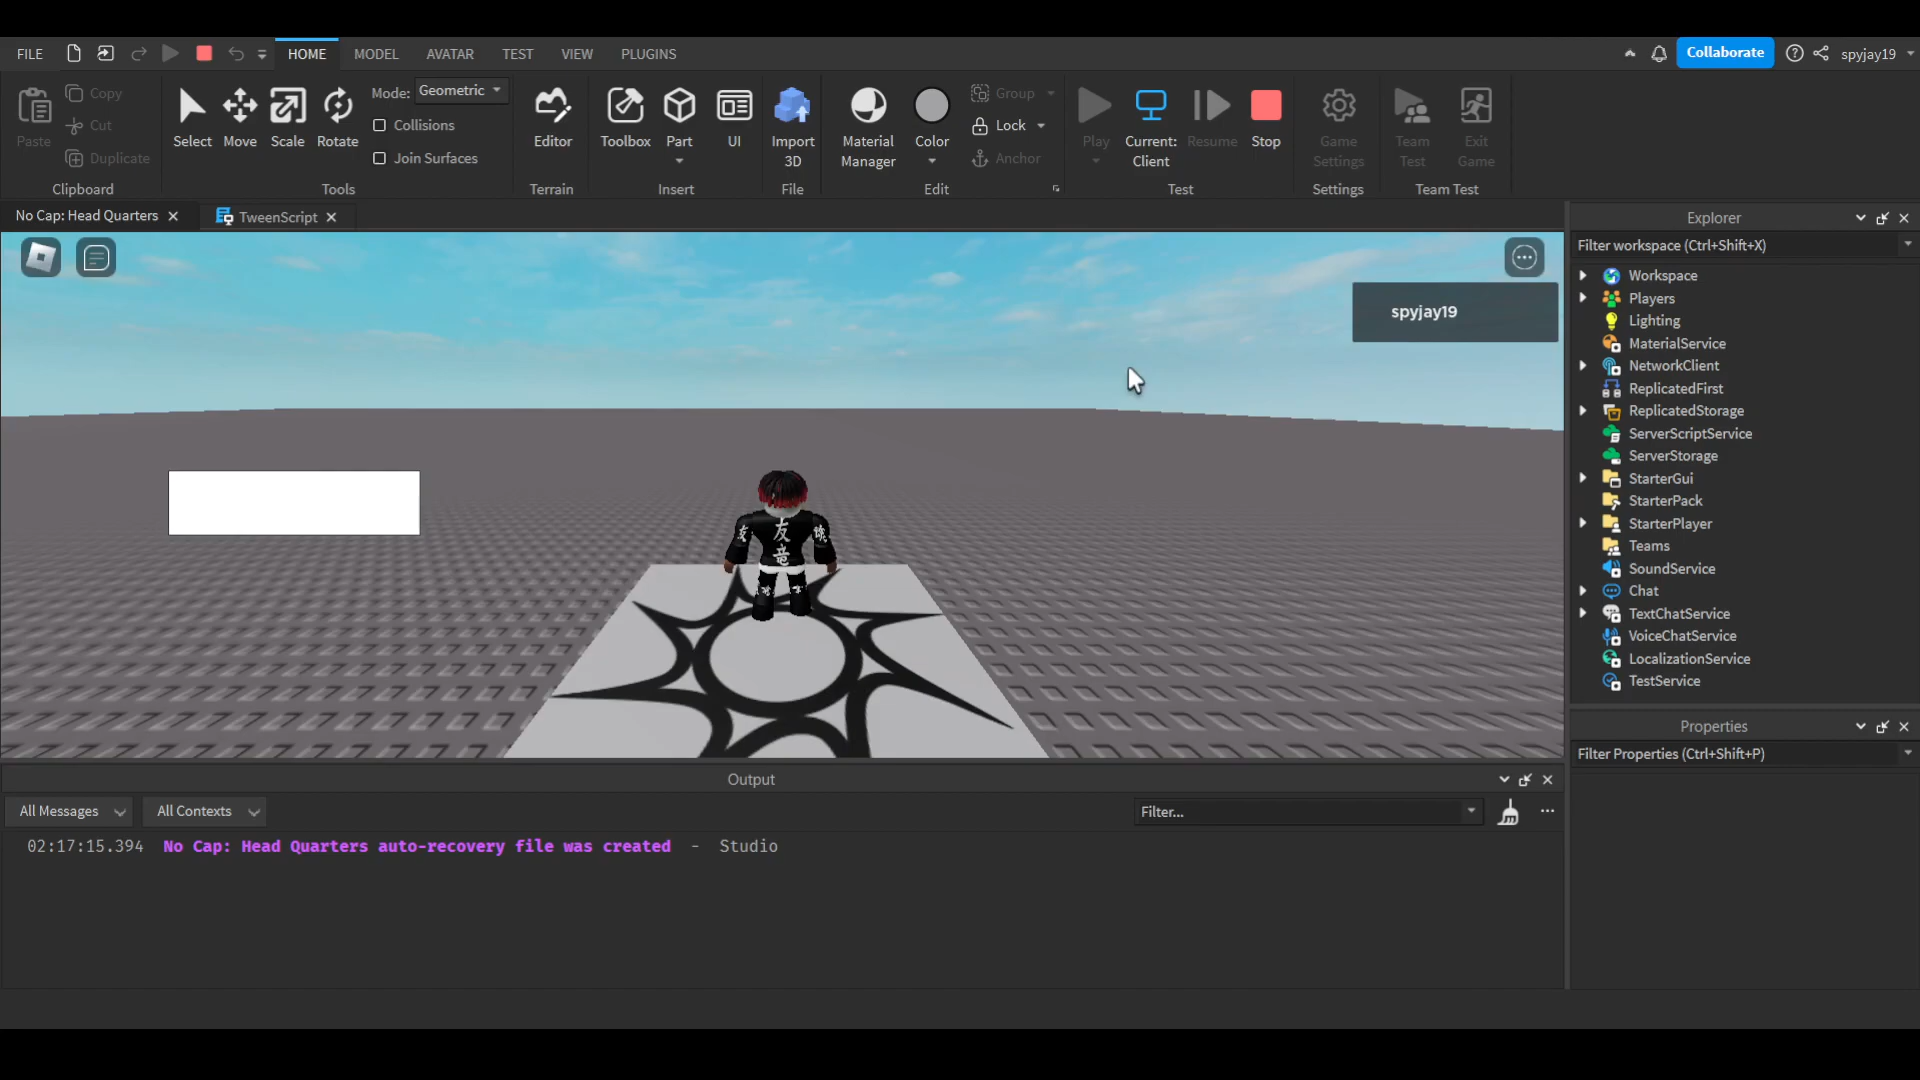 FILE HOME MODEL AVATAR TEST VIEW PLUGINS Collaborate spyjay19
Paste Copy Cut Duplicate
Clipboard
Select Move Scale Rotate
Mode: Geometric
Collisions
Join Surfaces
Tools
Editor
Terrain
Toolbox Part UI
Insert
Import 3D
File
Material Manager Color
Group
Lock
Anchor
Edit
Play Current: Client Resume Stop
Test
Game Settings
Settings
Team Test Exit Game
Team Test
No Cap: Head Quarters TweenScript
spyjay19
友
友
竜
Explorer
Filter workspace (Ctrl+Shift+X)
Workspace
Players
Lighting
MaterialService
NetworkClient
ReplicatedFirst
ReplicatedStorage
ServerScriptService
ServerStorage
StarterGui
StarterPack
StarterPlayer
Teams
SoundService
Chat
TextChatService
VoiceChatService
LocalizationService
TestService
Properties
Filter Properties (Ctrl+Shift+P)
Output
All Messages All Contexts Filter...
02:17:15.394 No Cap: Head Quarters auto-recovery file was created - Studio